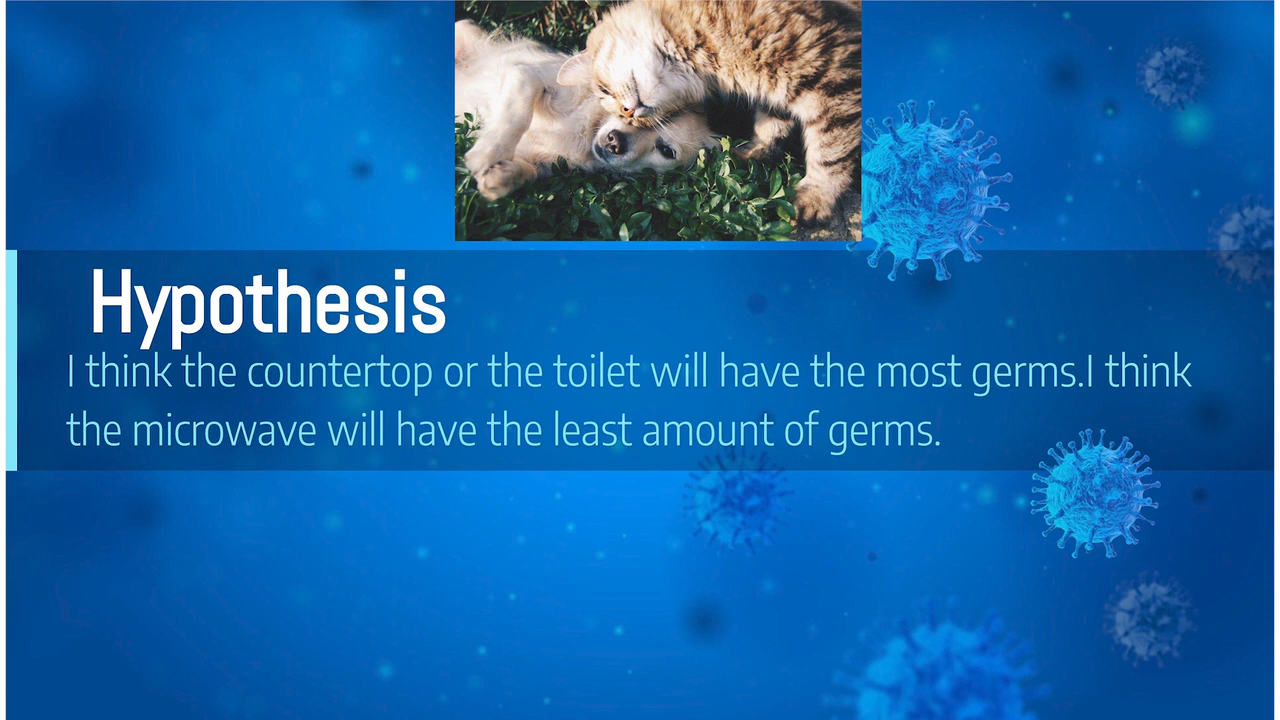 Hypothesis
I think the countertop or the toilet will have the most germs.I think
the microwave will have the least amount of germs.